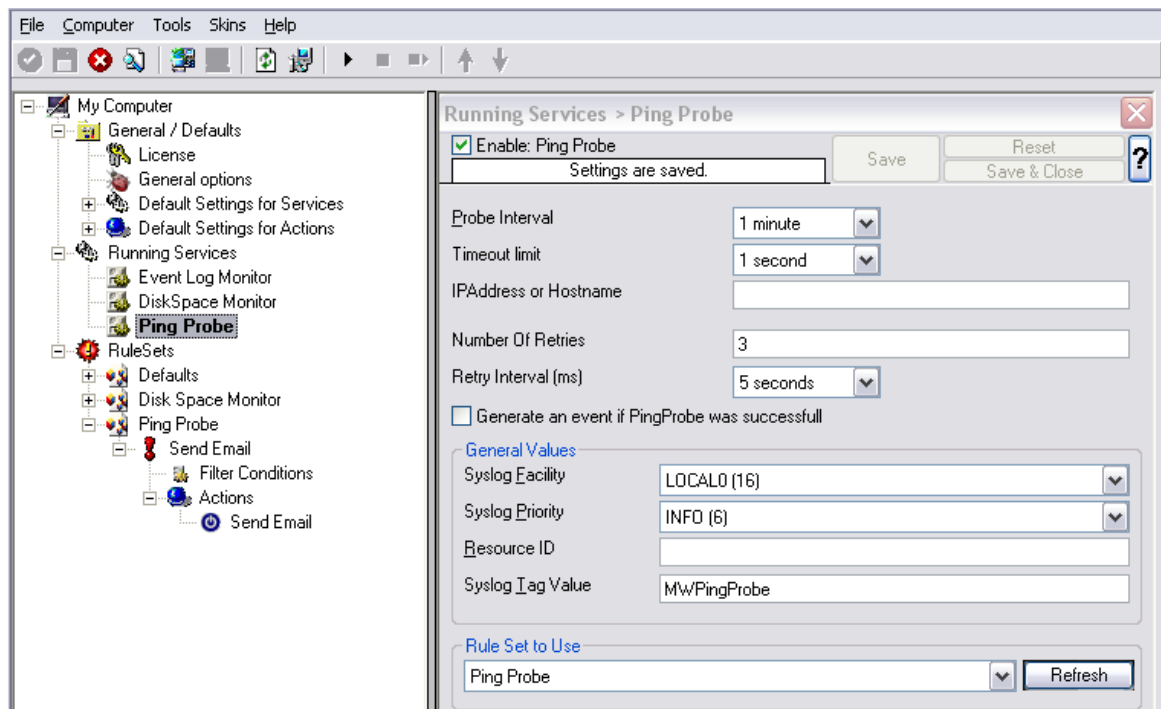 File Computer Tools Skins Help
My Computer
General / Defaults
License
General options
Default Settings for Services
Default Settings for Actions
Running Services
Event Log Monitor
DiskSpace Monitor
Ping Probe
RuleSets
Defaults
Disk Space Monitor
Ping Probe
Send Email
Filter Conditions
Actions
Send Email
Running Services > Ping Probe
Enable: Ping Probe
Settings are saved.
Save
Reset
Save & Close
?
Probe Interval 1 minute
Timeout limit 1 second
IPAddress or Hostname
Number Of Retries 3
Retry Interval (ms) 5 seconds
Generate an event if PingProbe was successfull
General Values
Syslog Facility LOCAL0 (16)
Syslog Priority INFO (6)
Resource ID
Syslog Tag Value MWPingProbe
Rule Set to Use
Ping Probe Refresh